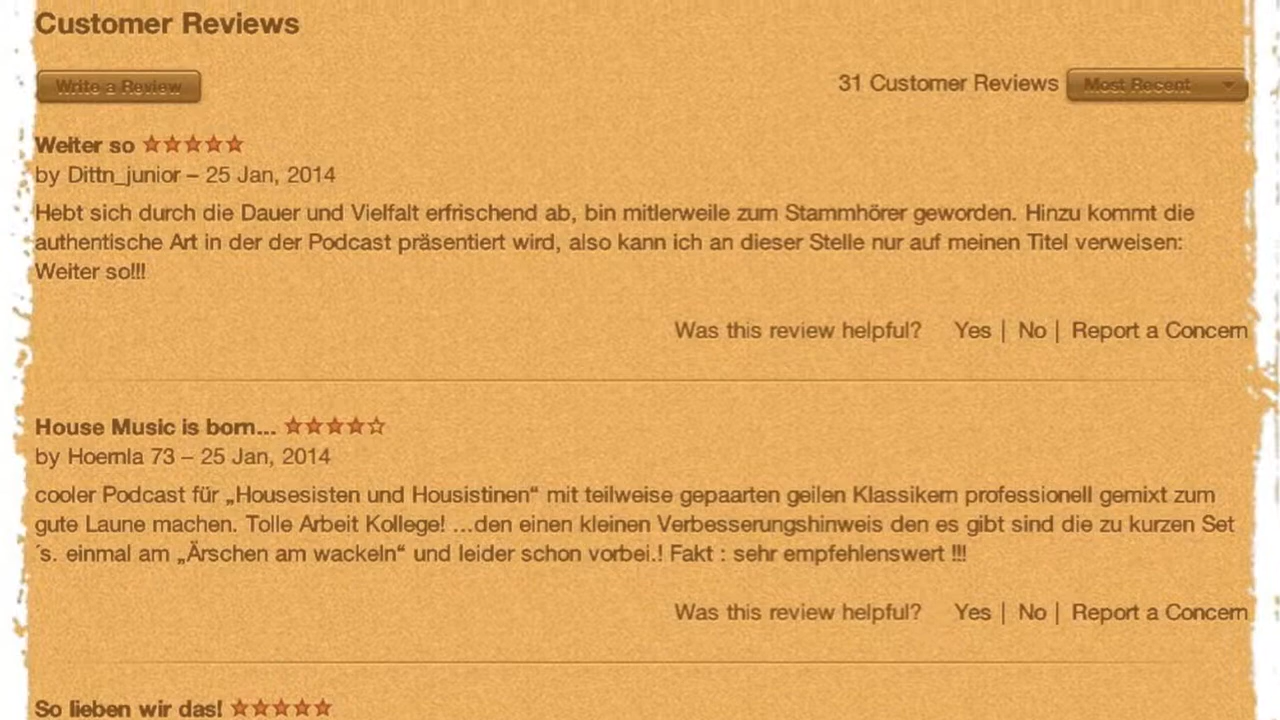 Customer Reviews
Write a Review
31 Customer Reviews Most Recent
Weiter so ★★★★★
by Dittn_junior – 25 Jan, 2014
Hebt sich durch die Dauer und Vielfalt erfrischend ab, bin mitlerweile zum Stammhörer geworden. Hinzu kommt die
authentische Art in der der Podcast präsentiert wird, also kann ich an dieser Stelle nur auf meinen Titel verweisen:
Weiter so!!!
Was this review helpful? Yes | No | Report a Concern
House Music is born... ★★★★☆
by Hoernla 73 – 25 Jan, 2014
cooler Podcast für „Housesisten und Housistinen“ mit teilweise gepaarten geilen Klassikern professionell gemixt zum
gute Laune machen. Tolle Arbeit Kollege! ...den einen kleinen Verbesserungshinweis den es gibt sind die zu kurzen Set
´s. einmal am „Ärschen am wackeln“ und leider schon vorbei.! Fakt : sehr empfehlenswert !!!
Was this review helpful? Yes | No | Report a Concern
So lieben wir das! ★★★★★